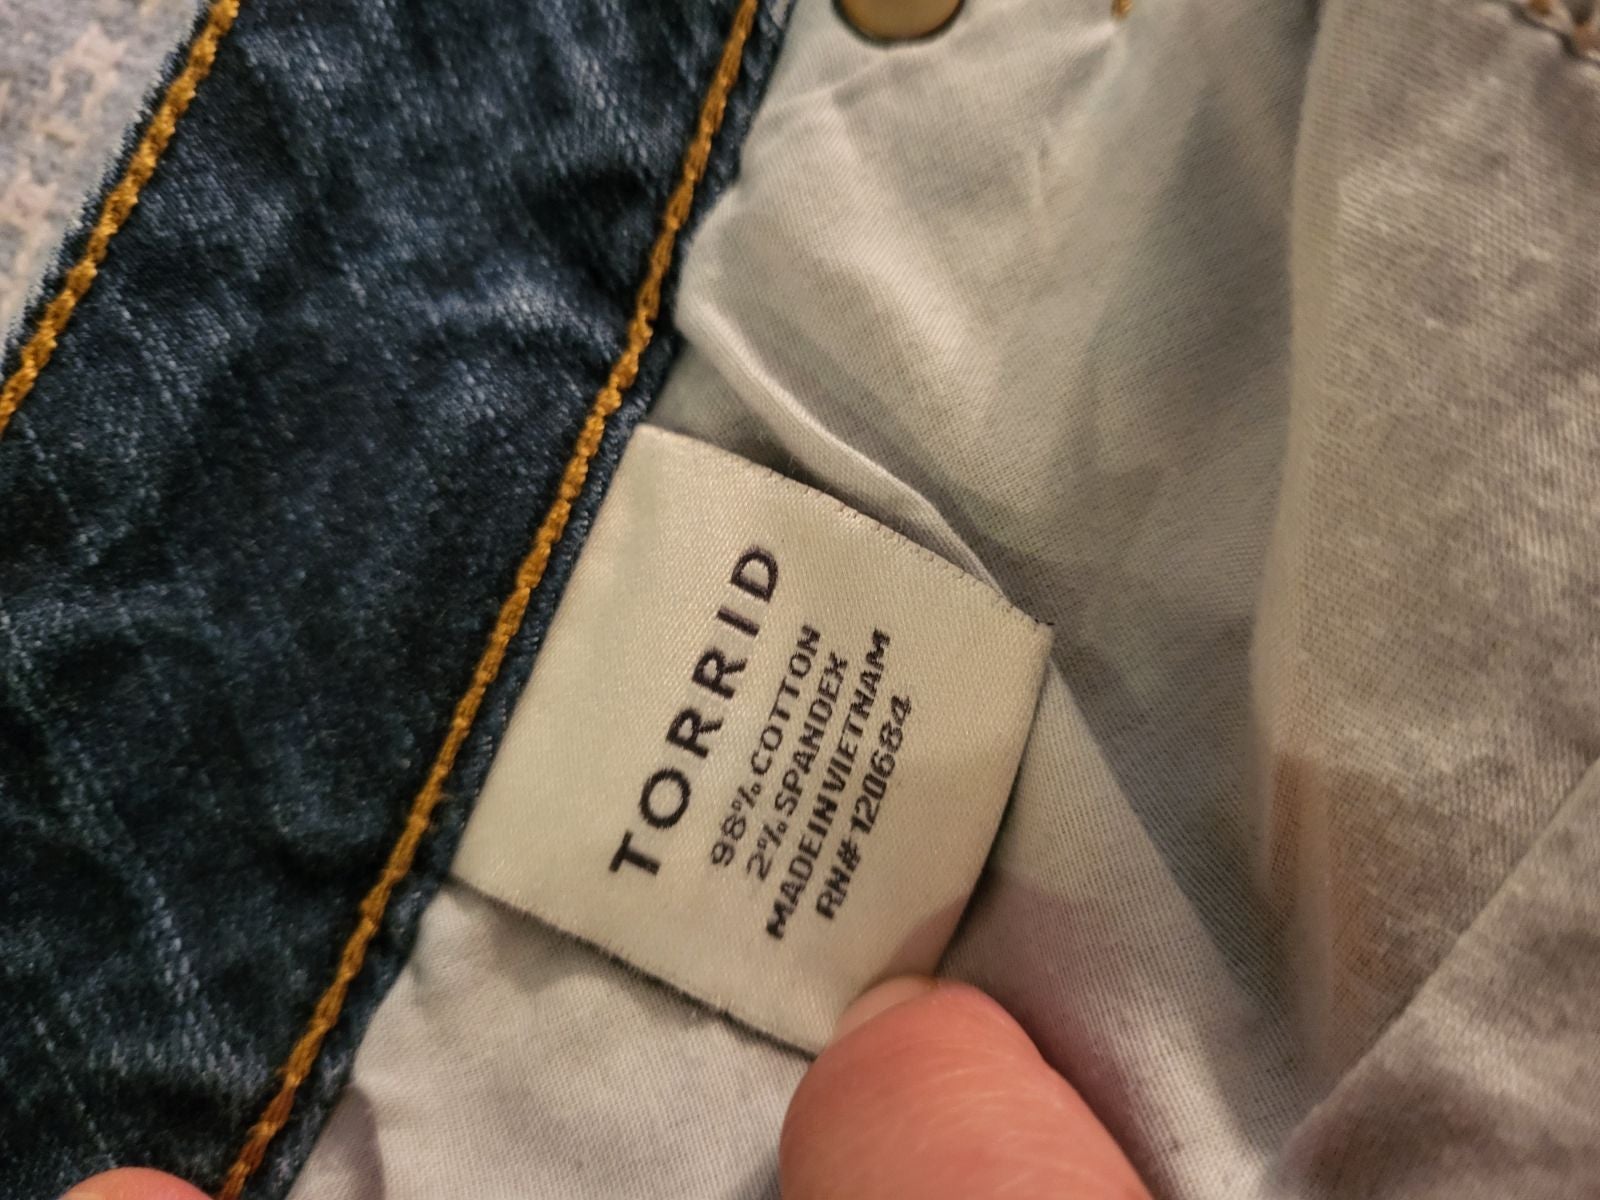 TORRID
98% COTTON
2% SPANDEX
MADE IN VIETNAM
RN# 120684